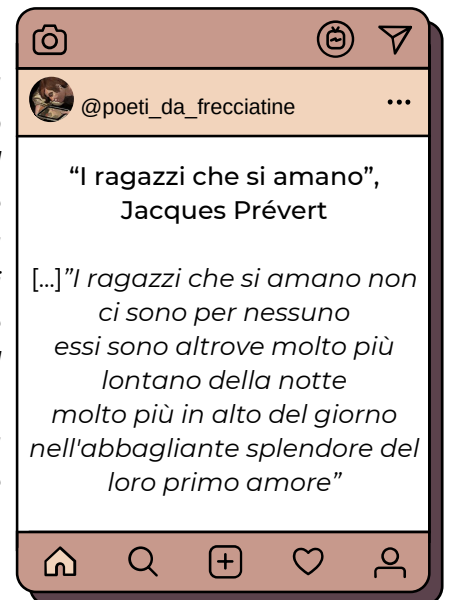 @poeti_da_frecciatine
“I ragazzi che si amano”,
Jacques Prévert
[...]”I ragazzi che si amano non
ci sono per nessuno
essi sono altrove molto più
lontano della notte
molto più in alto del giorno
nell'abbagliante splendore del
loro primo amore”